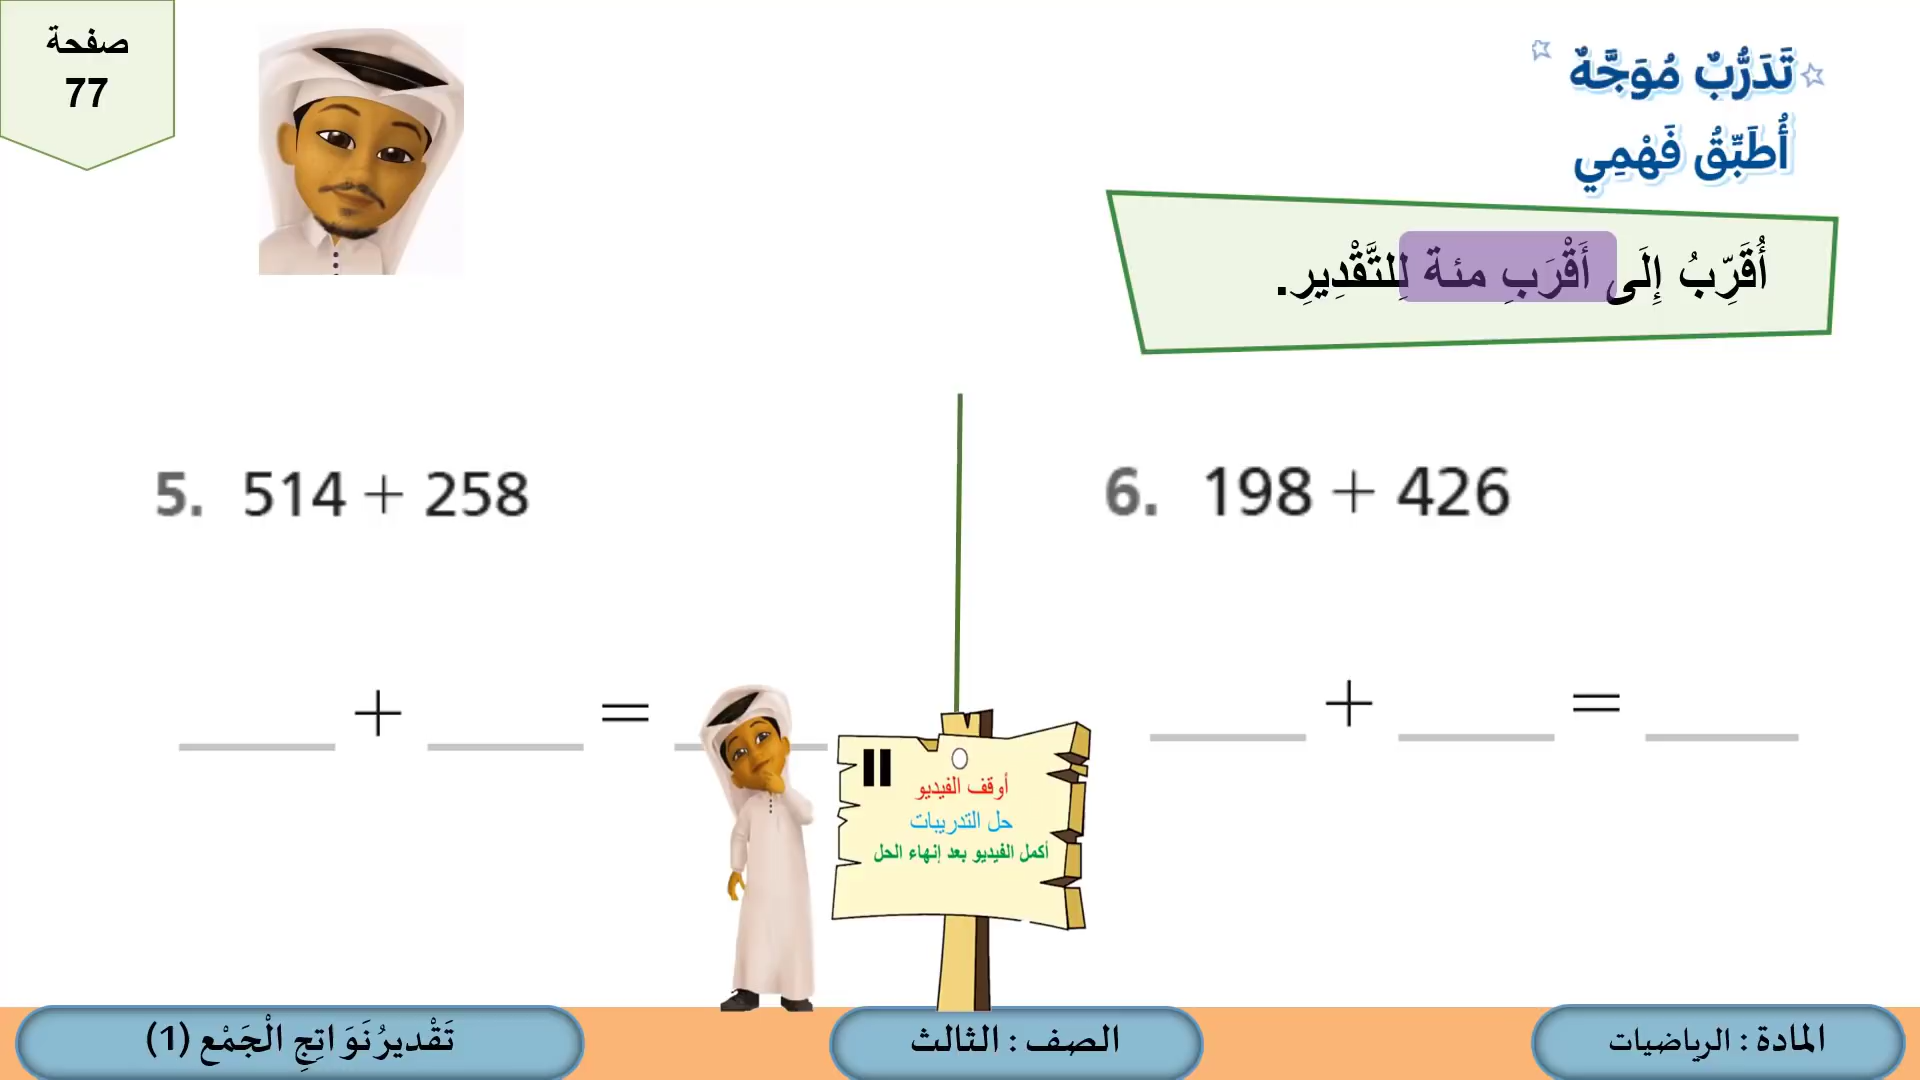 صفحة
77
تَدَرُّبٌ مُوَجَّهٌ
أُطَبِّقُ فَهْمِي
أُقَرِّبُ إِلَى أَقْرَبِ مئة لِلتَّقْدِيرِ.
5. 514 + 258
6. 198 + 426
+ =
+ =
أوقف الفيديو
حل التدريبات
أكمل الفيديو بعد إنهاء الحل
المادة : الرياضيات
الصف : الثالث
تَقْديرُ نَوَاتِجِ الْجَمْع (1)